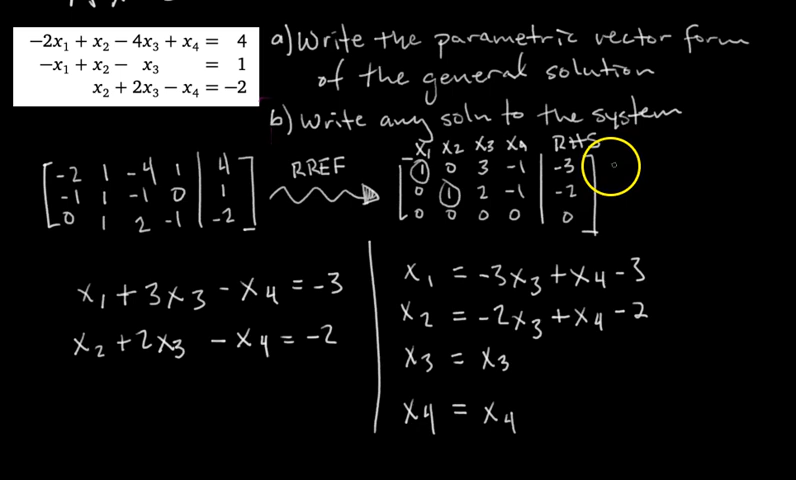 −2x₁ + x₂ − 4x₃ + x₄ = 4
−x₁ + x₂ − x₃ = 1
x₂ + 2x₃ − x₄ = −2
a) Write the parametric vector form
of the general solution
b) Write any soln to the system
x₁ x₂ x₃ x₄ RHS
-2 1 -4 1 | 4
-1 1 -1 0 | 1
0 1 2 -1 | -2
RREF
1 0 3 -1 | -3
0 1 2 -1 | -2
0 0 0 0 | 0
x₁ + 3x₃ - x₄ = -3
x₂ + 2x₃ - x₄ = -2
x₁ = -3x₃ + x₄ - 3
x₂ = -2x₃ + x₄ - 2
x₃ = x₃
x₄ = x₄